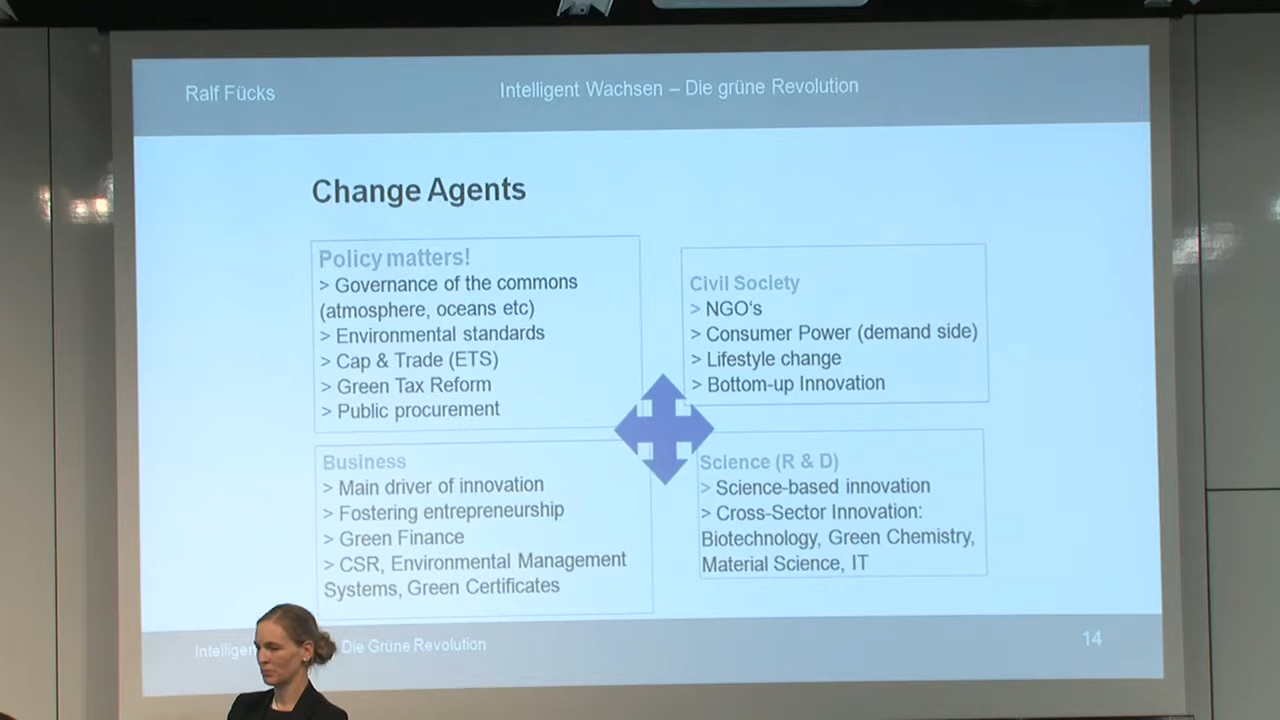 Ralf Fücks
Intelligent Wachsen – Die grüne Revolution
Change Agents
Policy matters!
> Governance of the commons
(atmosphere, oceans etc)
> Environmental standards
> Cap & Trade (ETS)
> Green Tax Reform
> Public procurement
Civil Society
> NGO‘s
> Consumer Power (demand side)
> Lifestyle change
> Bottom-up Innovation
Business
> Main driver of innovation
> Fostering entrepreneurship
> Green Finance
> CSR, Environmental Management
Systems, Green Certificates
Science (R & D)
> Science-based innovation
> Cross-Sector Innovation:
Biotechnology, Green Chemistry,
Material Science, IT
Die Grüne Revolution
14